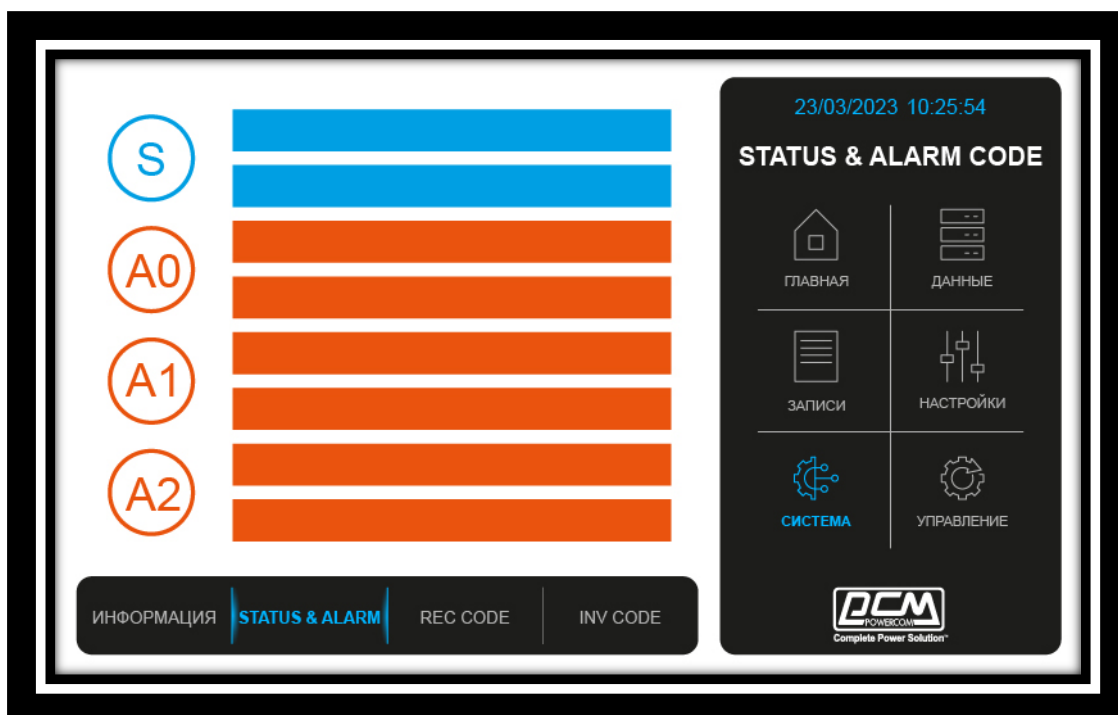 S
A0
A1
A2
ИНФОРМАЦИЯ
STATUS & ALARM
REC CODE
INV CODE
23/03/2023 10:25:54
STATUS & ALARM CODE
ГЛАВНАЯ
ДАННЫЕ
ЗАПИСИ
НАСТРОЙКИ
СИСТЕМА
УПРАВЛЕНИЕ
PCM
POWERCOM
Complete Power Solution™